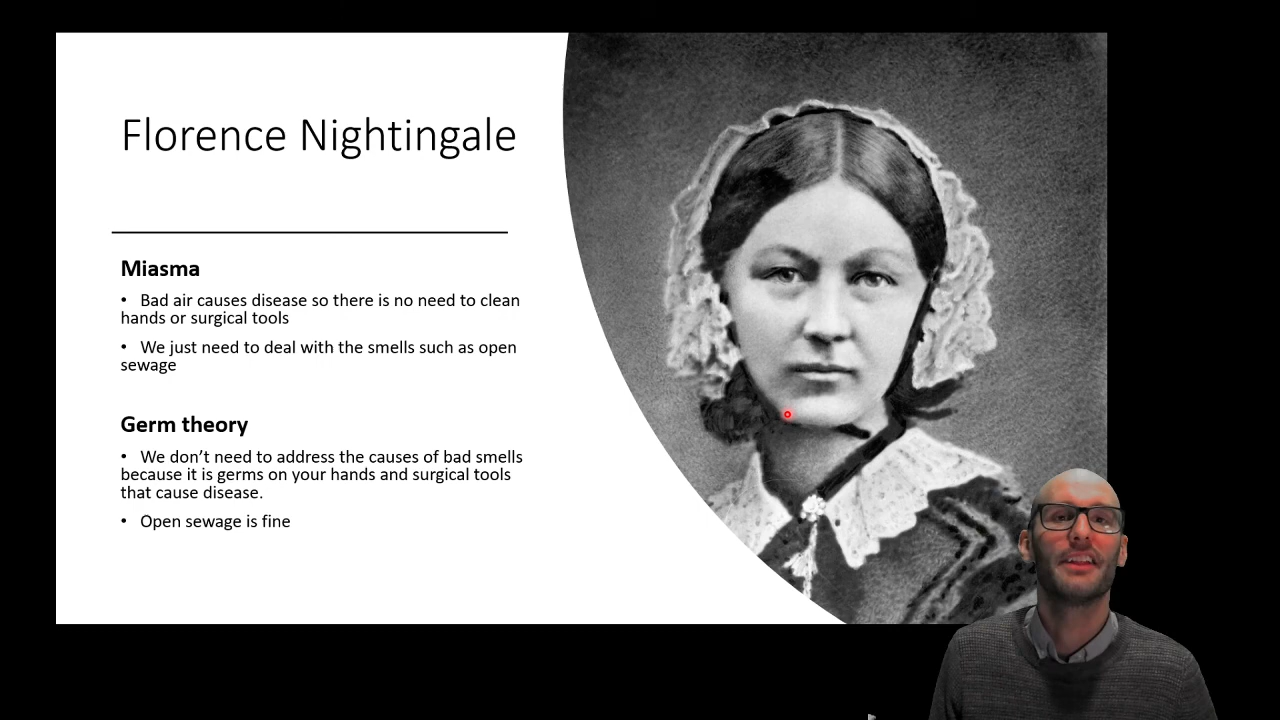 Florence Nightingale
Miasma
• Bad air causes disease so there is no need to clean
hands or surgical tools
• We just need to deal with the smells such as open
sewage
Germ theory
• We don’t need to address the causes of bad smells
because it is germs on your hands and surgical tools
that cause disease.
• Open sewage is fine